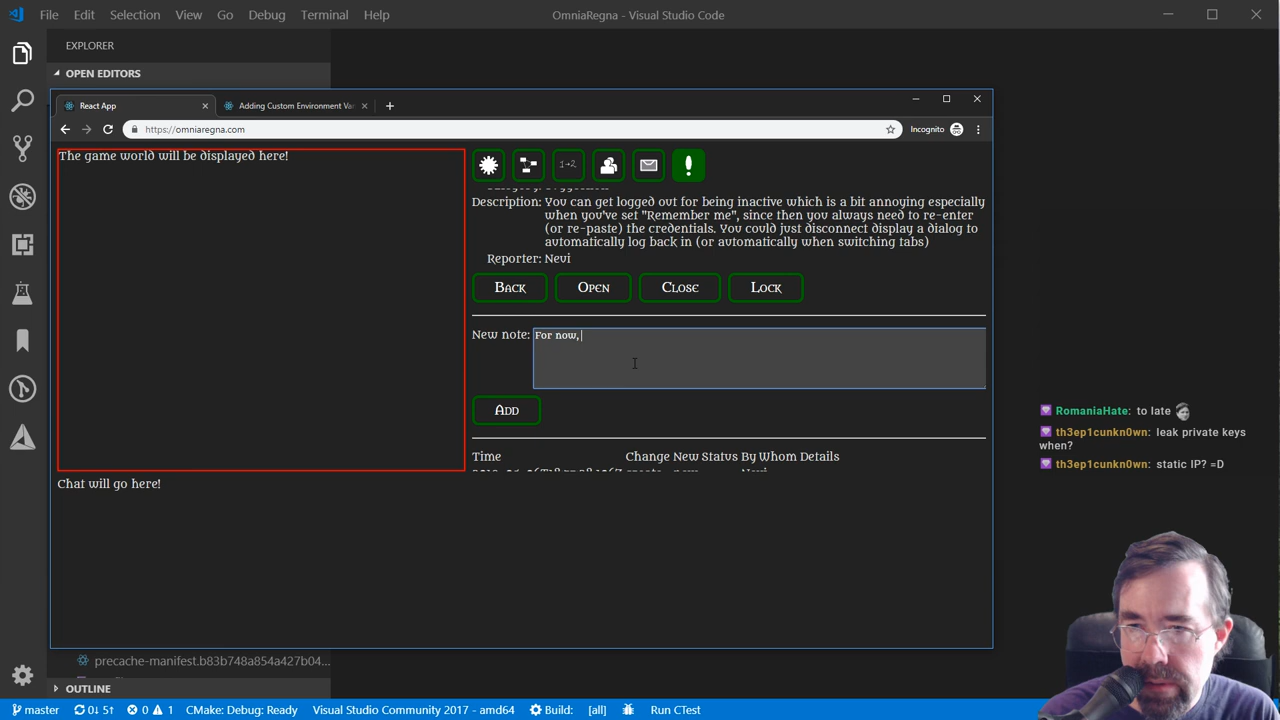 File Edit Selection View Go Debug Terminal Help
OmniaRegna - Visual Studio Code
EXPLORER
OPEN EDITORS
React App
Adding Custom Environment Va
https://omniaregna.com
Incognito
The game world will be displayed here!
1→2
Description: You can get logged out for being inactive which is a bit annoying especially
when you've set "Remember me", since then you always need to re-enter
(or re-paste) the credentials. You could just disconnect display a dialog to
automatically log back in (or automatically when switching tabs)
Reporter: Nevi
Back Open Close Lock
New note: For now,
Add
Time Change New Status By Whom Details
Chat will go here!
RomaniaHate: to late
th3ep1cunkn0wn: leak private keys
when?
th3ep1cunkn0wn: static IP? =D
precache-manifest.b83b748a854a427b04...
OUTLINE
master 0↓ 5↑ 0 1 CMake: Debug: Ready Visual Studio Community 2017 - amd64 Build: [all] Run CTest